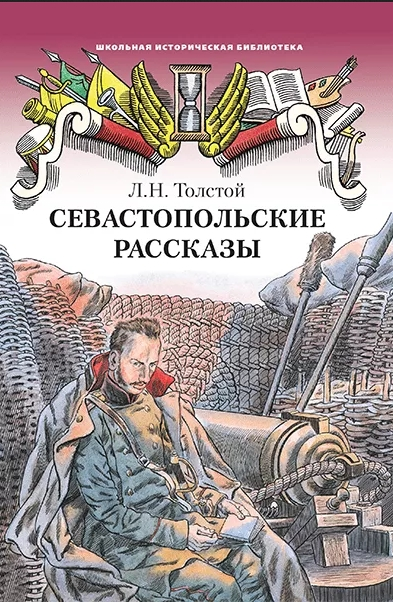 ШКОЛЬНАЯ ИСТОРИЧЕСКАЯ БИБЛИОТЕКА
Л.Н. Толстой
СЕВАСТОПОЛЬСКИЕ
РАССКАЗЫ